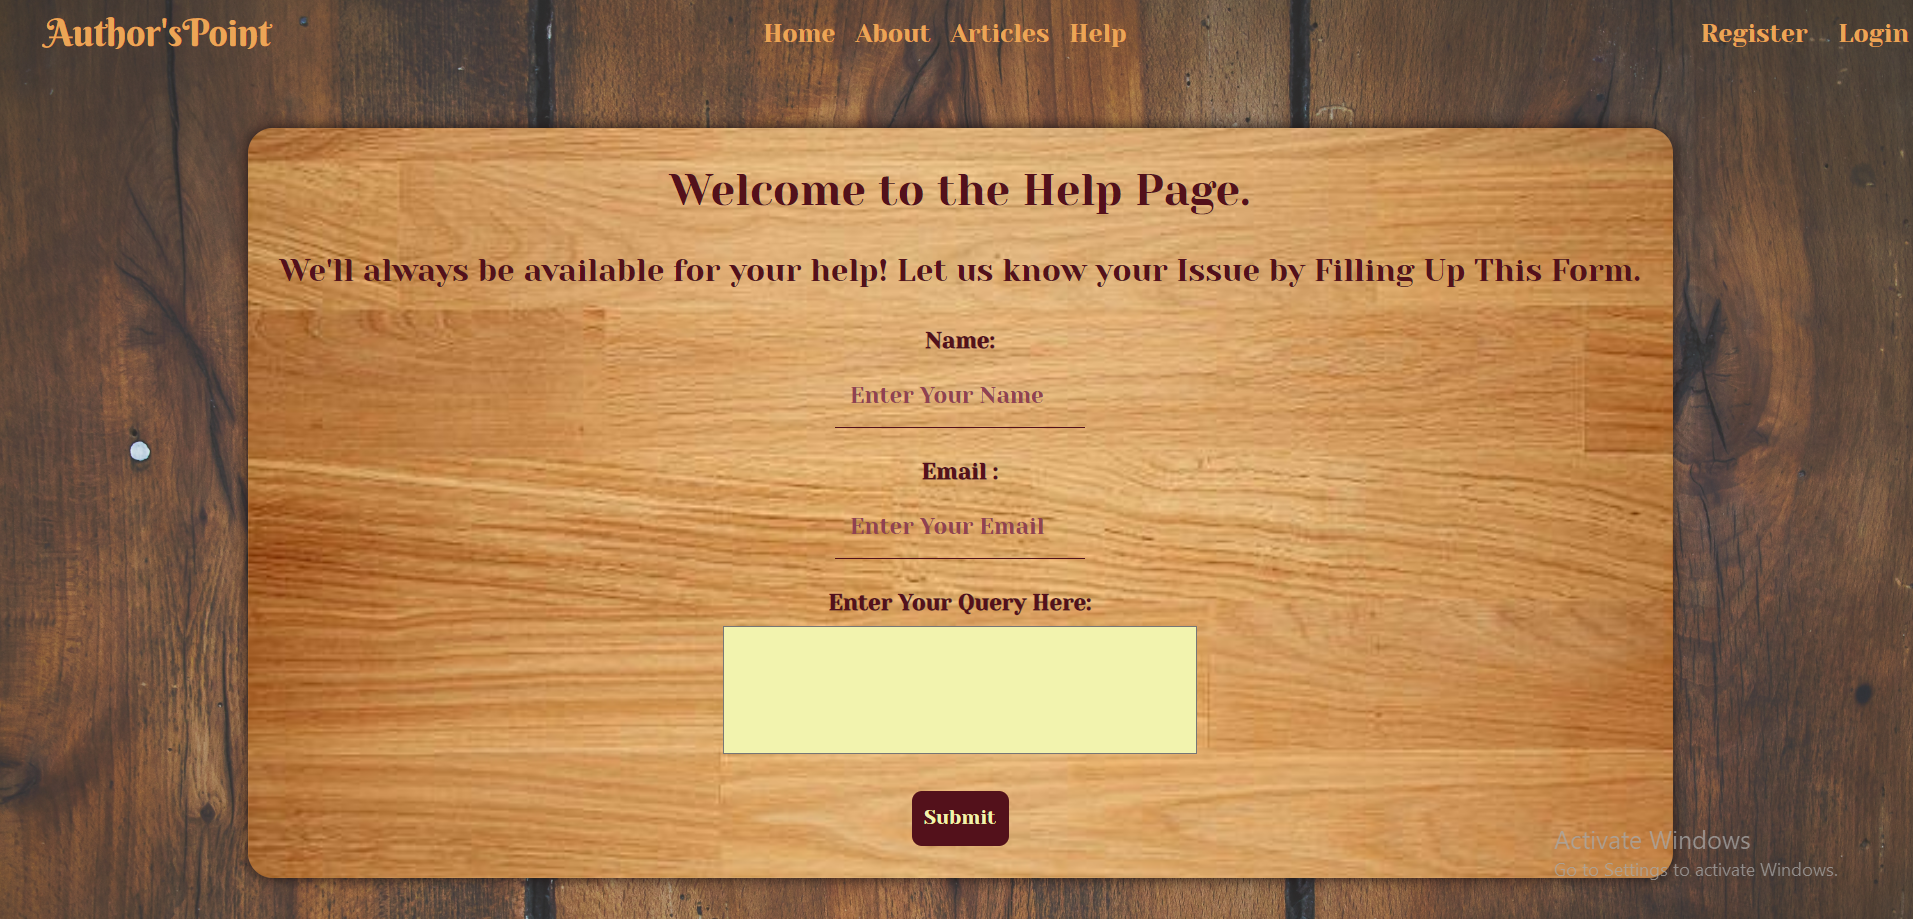 Author'sPoint
Home About Articles Help
Register Login
Welcome to the Help Page.
We'll always be available for your help! Let us know your Issue by Filling Up This Form.
Name:
Enter Your Name
Email :
Enter Your Email
Enter Your Query Here:
Submit
Activate Windows
Go to Settings to activate Windows.